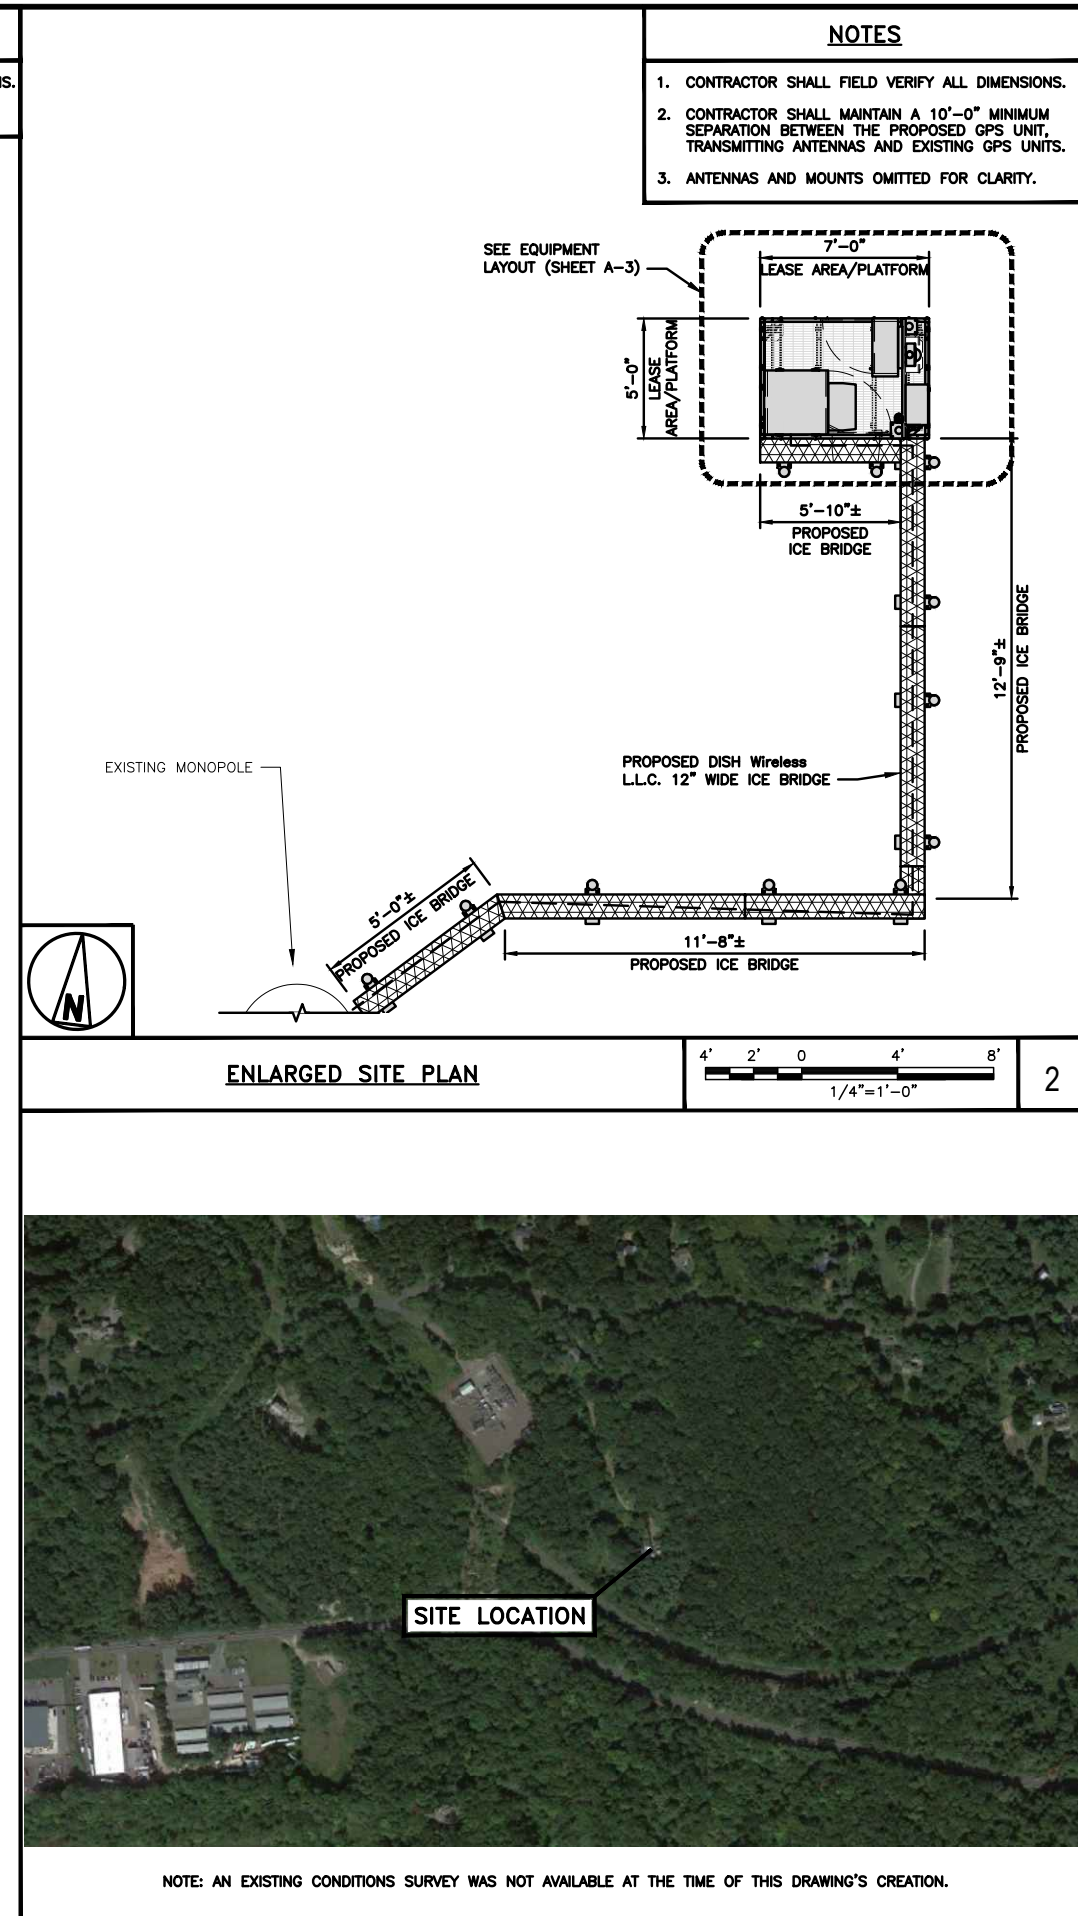 IS.
NOTES
1. CONTRACTOR SHALL FIELD VERIFY ALL DIMENSIONS.
2. CONTRACTOR SHALL MAINTAIN A 10'-0" MINIMUM
SEPARATION BETWEEN THE PROPOSED GPS UNIT,
TRANSMITTING ANTENNAS AND EXISTING GPS UNITS.
3. ANTENNAS AND MOUNTS OMITTED FOR CLARITY.
SEE EQUIPMENT
LAYOUT (SHEET A-3)
7'-0"
LEASE AREA/PLATFORM
5'-0"
LEASE
AREA/PLATFORM
5'-10"±
PROPOSED
ICE BRIDGE
12'-9"±
PROPOSED ICE BRIDGE
EXISTING MONOPOLE
PROPOSED DISH Wireless
L.L.C. 12" WIDE ICE BRIDGE
5'-0"±
PROPOSED ICE BRIDGE
11'-8"±
PROPOSED ICE BRIDGE
N
ENLARGED SITE PLAN
4' 2' 0 4' 8'
1/4"=1'-0"
2
SITE LOCATION
NOTE: AN EXISTING CONDITIONS SURVEY WAS NOT AVAILABLE AT THE TIME OF THIS DRAWING'S CREATION.